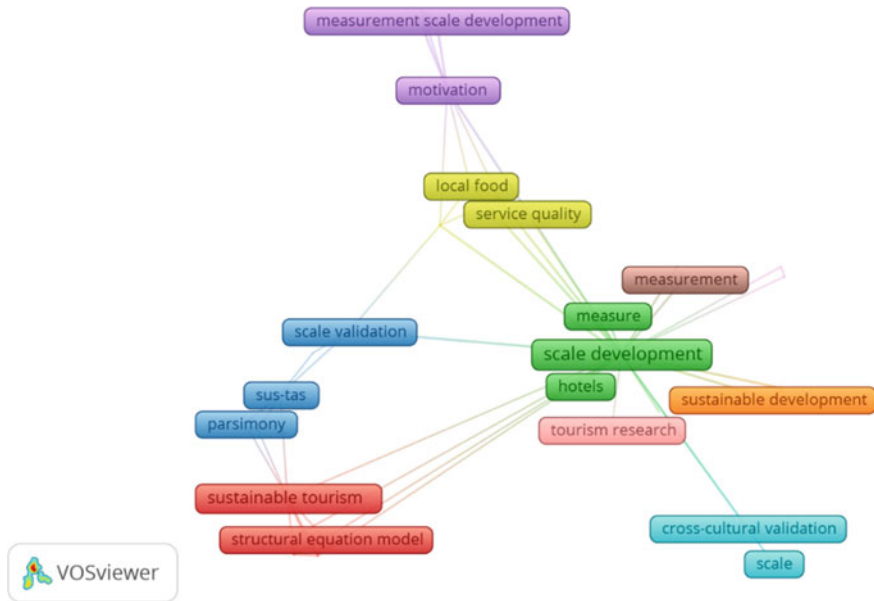 measurement scale development
motivation
local food
service quality
measurement
measure
scale validation
scale development
hotels
sus-tas
sustainable development
parsimony
tourism research
sustainable tourism
cross-cultural validation
structural equation model
scale
VOSviewer